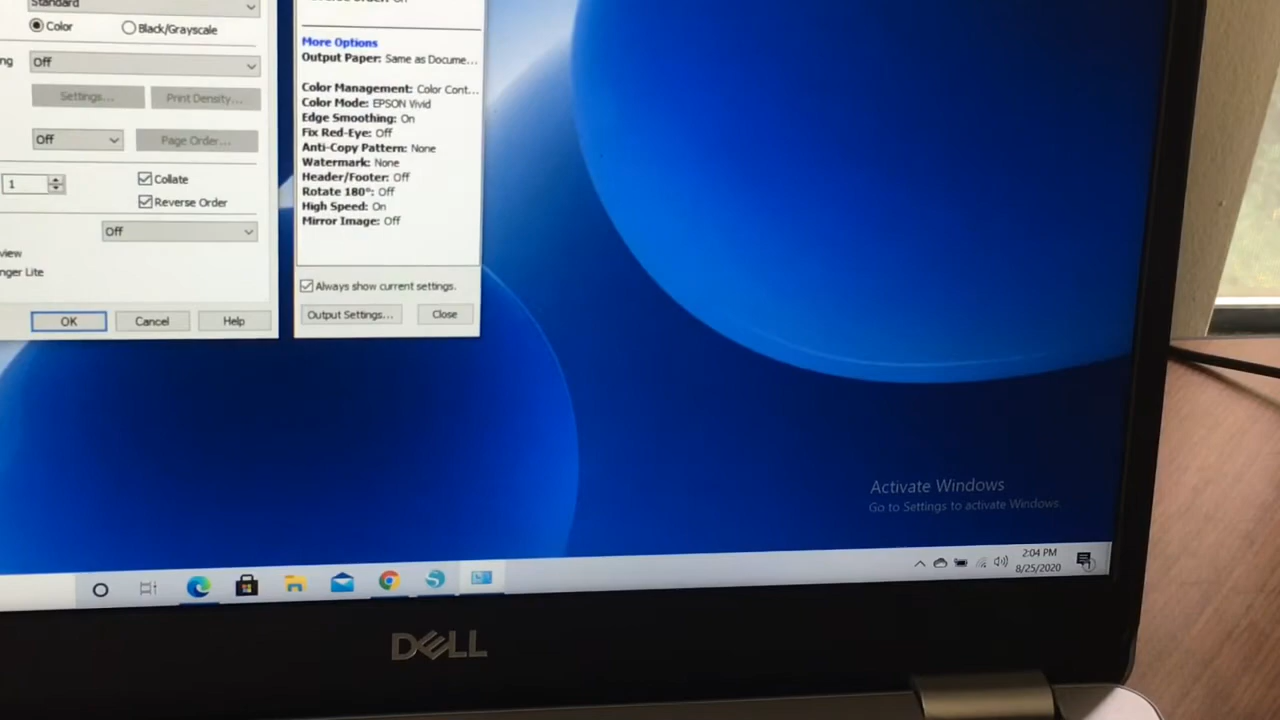 Standard
Color
Black/Grayscale
Off
Settings...
Print Density...
Off
Page Order...
1
Collate
Reverse Order
Off
OK
Cancel
Help
More Options
Output Paper: Same as Docume...
Color Management: Color Cont...
Color Mode: EPSON Vivid
Edge Smoothing: On
Fix Red-Eye: Off
Anti-Copy Pattern: None
Watermark: None
Header/Footer: Off
Rotate 180°: Off
High Speed: On
Mirror Image: Off
Always show current settings.
Output Settings...
Close
Activate Windows
Go to Settings to activate Windows.
2:04 PM
8/25/2020
1
DELL